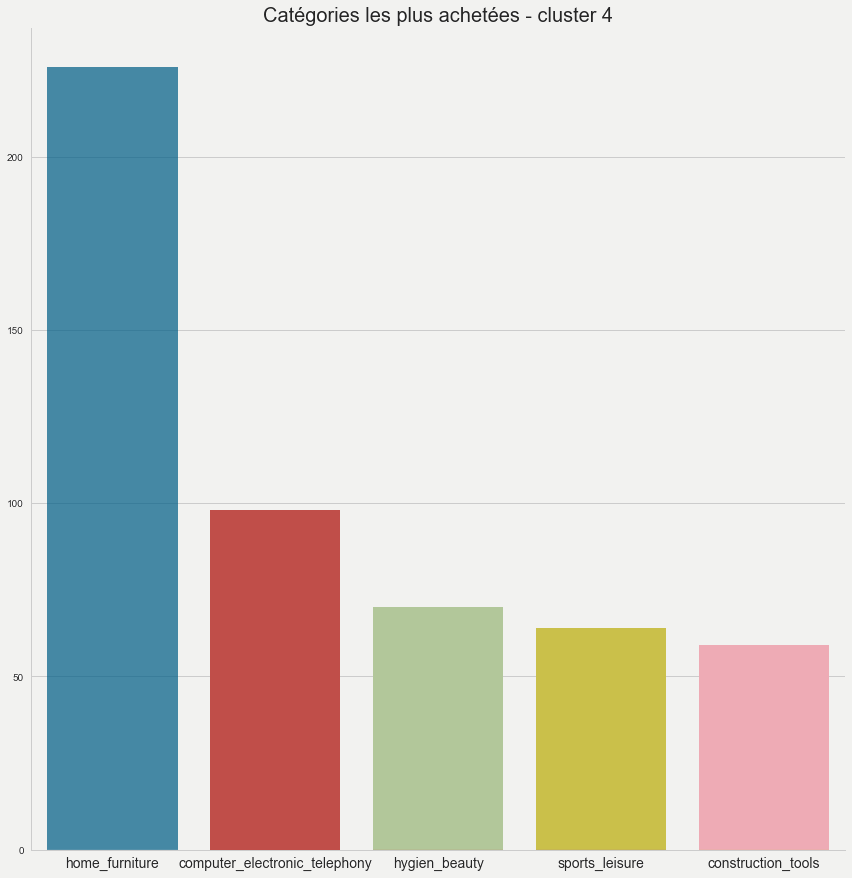 Catégories les plus achetées - cluster 4
200
150
100
50
0
home_furniture computer_electronic_telephony hygien_beauty sports_leisure construction_tools